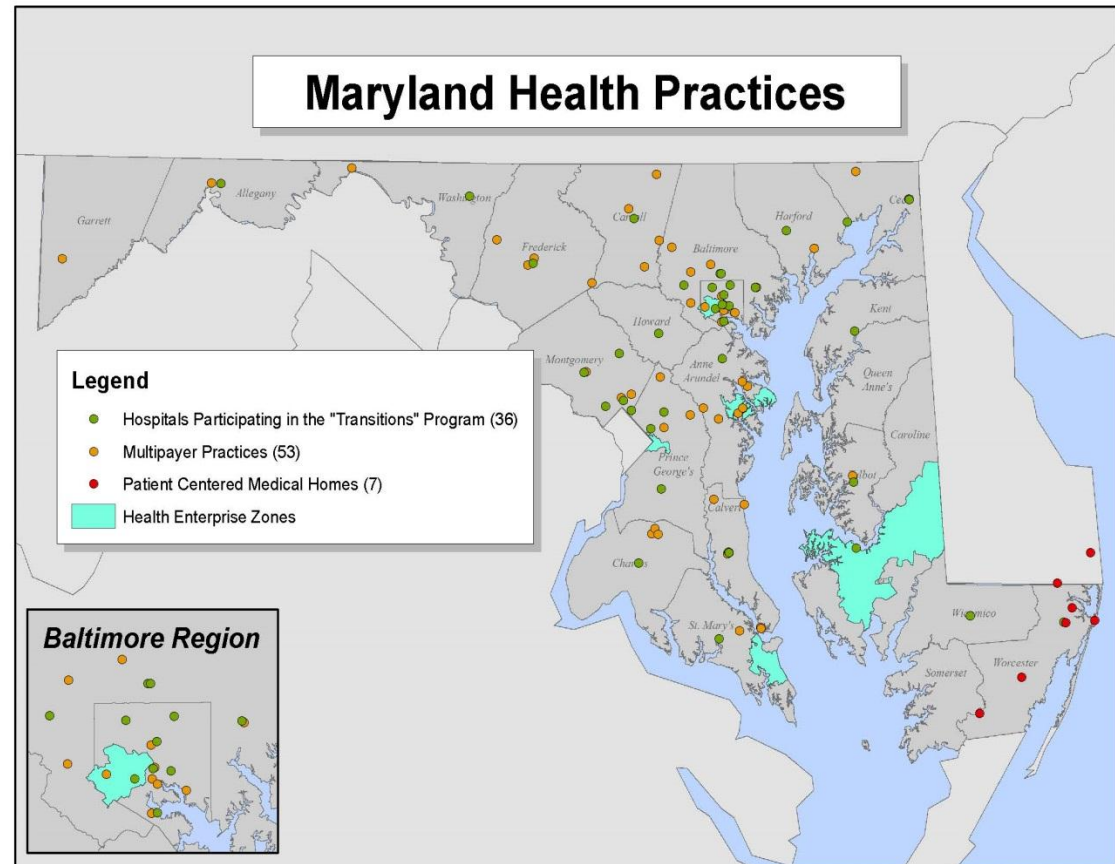 Maryland Health Practices
Garrett
Allegany
Washington
Frederick
Carroll
Baltimore
Harford
Cecil
Howard
Montgomery
Anne
Arundel
Kent
Queen
Anne's
Caroline
Talbot
Prince
George's
Calvert
Charles
St. Mary's
Wicomico
Somerset
Worcester
Legend
Hospitals Participating in the "Transitions" Program (36)
Multipayer Practices (53)
Patient Centered Medical Homes (7)
Health Enterprise Zones
Baltimore Region